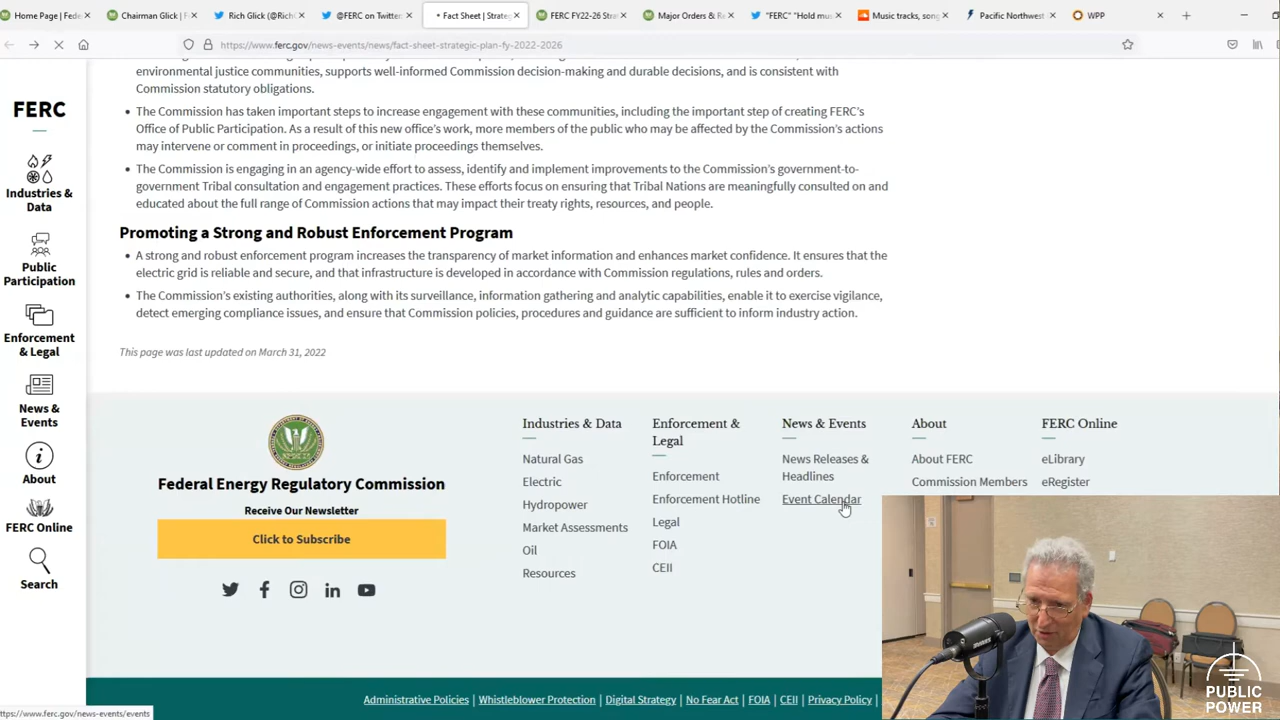 Home Page | Feder
Chairman Glick | F
Rich Glick (@Rich
@FERC on Twitter:
Fact Sheet | Strateg
FERC FY22-26 Stra
Major Orders & Re
"FERC" "Hold mus
Music tracks, song
Pacific Northwest
WPP
https://www.ferc.gov/news-events/news/fact-sheet-strategic-plan-fy-2022-2026
environmental justice communities, supports well-informed Commission decision-making and durable decisions, and is consistent with
Commission statutory obligations.
• The Commission has taken important steps to increase engagement with these communities, including the important step of creating FERC's
Office of Public Participation. As a result of this new office's work, more members of the public who may be affected by the Commission's actions
may intervene or comment in proceedings, or initiate proceedings themselves.
• The Commission is engaging in an agency-wide effort to assess, identify and implement improvements to the Commission's government-to-
government Tribal consultation and engagement practices. These efforts focus on ensuring that Tribal Nations are meaningfully consulted on and
educated about the full range of Commission actions that may impact their treaty rights, resources, and people.
Promoting a Strong and Robust Enforcement Program
• A strong and robust enforcement program increases the transparency of market information and enhances market confidence. It ensures that the
electric grid is reliable and secure, and that infrastructure is developed in accordance with Commission regulations, rules and orders.
• The Commission's existing authorities, along with its surveillance, information gathering and analytic capabilities, enable it to exercise vigilance,
detect emerging compliance issues, and ensure that Commission policies, procedures and guidance are sufficient to inform industry action.
This page was last updated on March 31, 2022
FERC
Industries &
Data
Public
Participation
Enforcement
& Legal
News &
Events
About
FERC Online
Search
Federal Energy Regulatory Commission
Receive Our Newsletter
Click to Subscribe
Industries & Data
Natural Gas
Electric
Hydropower
Market Assessments
Oil
Resources
Enforcement &
Legal
Enforcement
Enforcement Hotline
Legal
FOIA
CEII
News & Events
News Releases &
Headlines
Event Calendar
About
About FERC
Commission Members
FERC Online
eLibrary
eRegister
Administrative Policies | Whistleblower Protection | Digital Strategy | No Fear Act | FOIA | CEII | Privacy Policy |
https://www.ferc.gov/news-events/events
PUBLIC
POWER